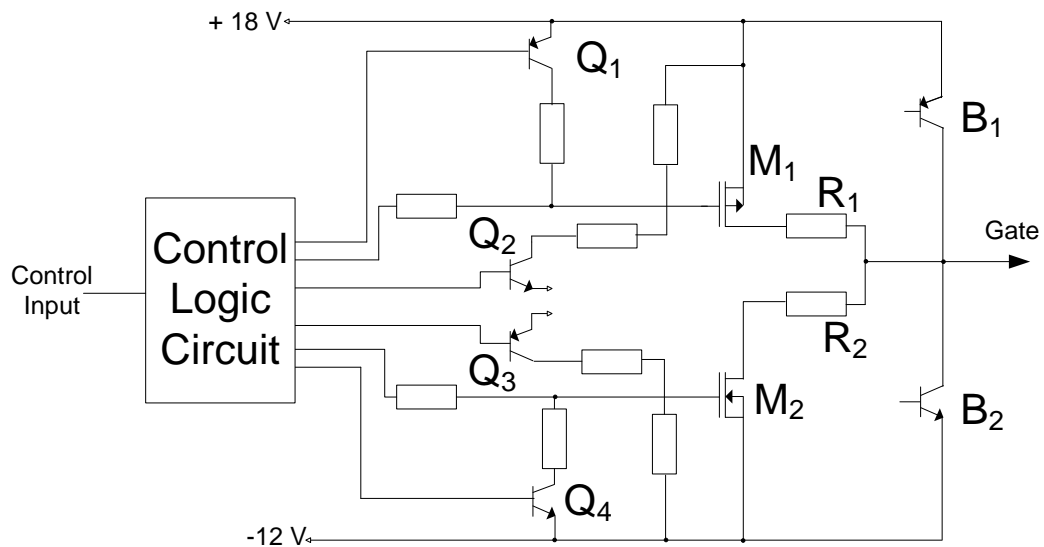 + 18 V
Q1
B1
M1
R1
Q2
Gate
Control
Input
Control
Logic
Circuit
R2
Q3
M2
B2
Q4
-12 V